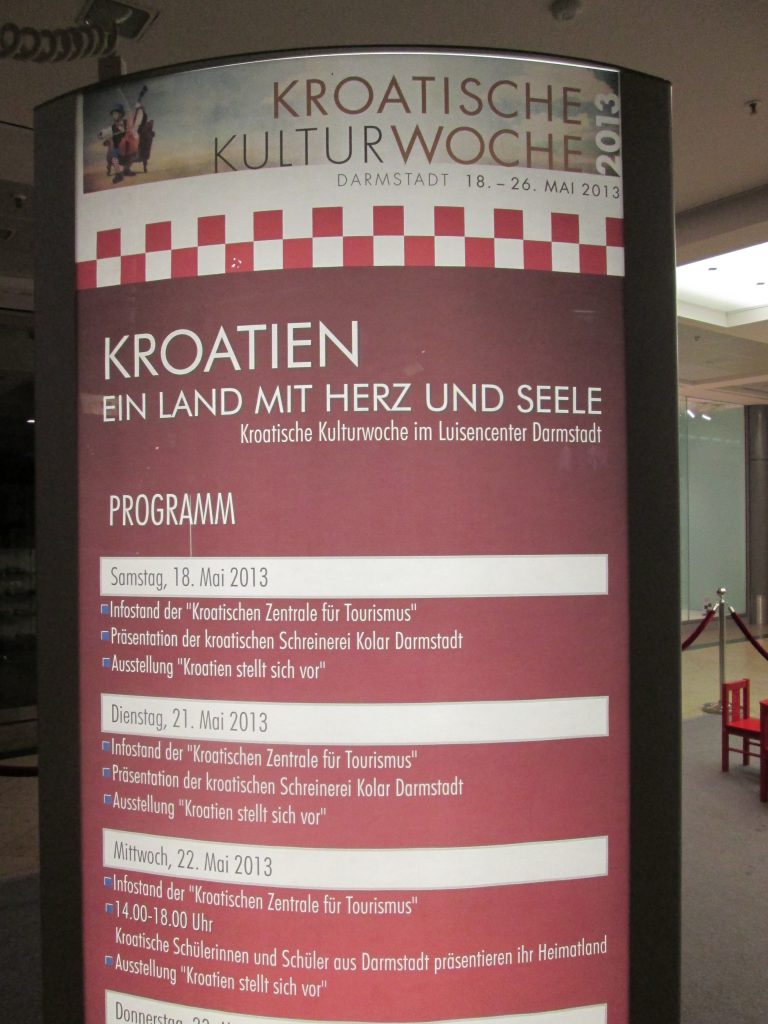 KROATISCHE
KULTURWOCHE
2013
DARMSTADT 18. – 26. MAI 2013
KROATIEN
EIN LAND MIT HERZ UND SEELE
Kroatische Kulturwoche im Luisencenter Darmstadt
PROGRAMM
Samstag, 18. Mai 2013
Infostand der "Kroatischen Zentrale für Tourismus"
Präsentation der kroatischen Schreinerei Kolar Darmstadt
Ausstellung "Kroatien stellt sich vor"
Dienstag, 21. Mai 2013
Infostand der "Kroatischen Zentrale für Tourismus"
Präsentation der kroatischen Schreinerei Kolar Darmstadt
Ausstellung "Kroatien stellt sich vor"
Mittwoch, 22. Mai 2013
Infostand der "Kroatischen Zentrale für Tourismus"
14.00-18.00 Uhr
Kroatische Schülerinnen und Schüler aus Darmstadt präsentieren ihr Heimatland
Ausstellung "Kroatien stellt sich vor"
Donnerstag,